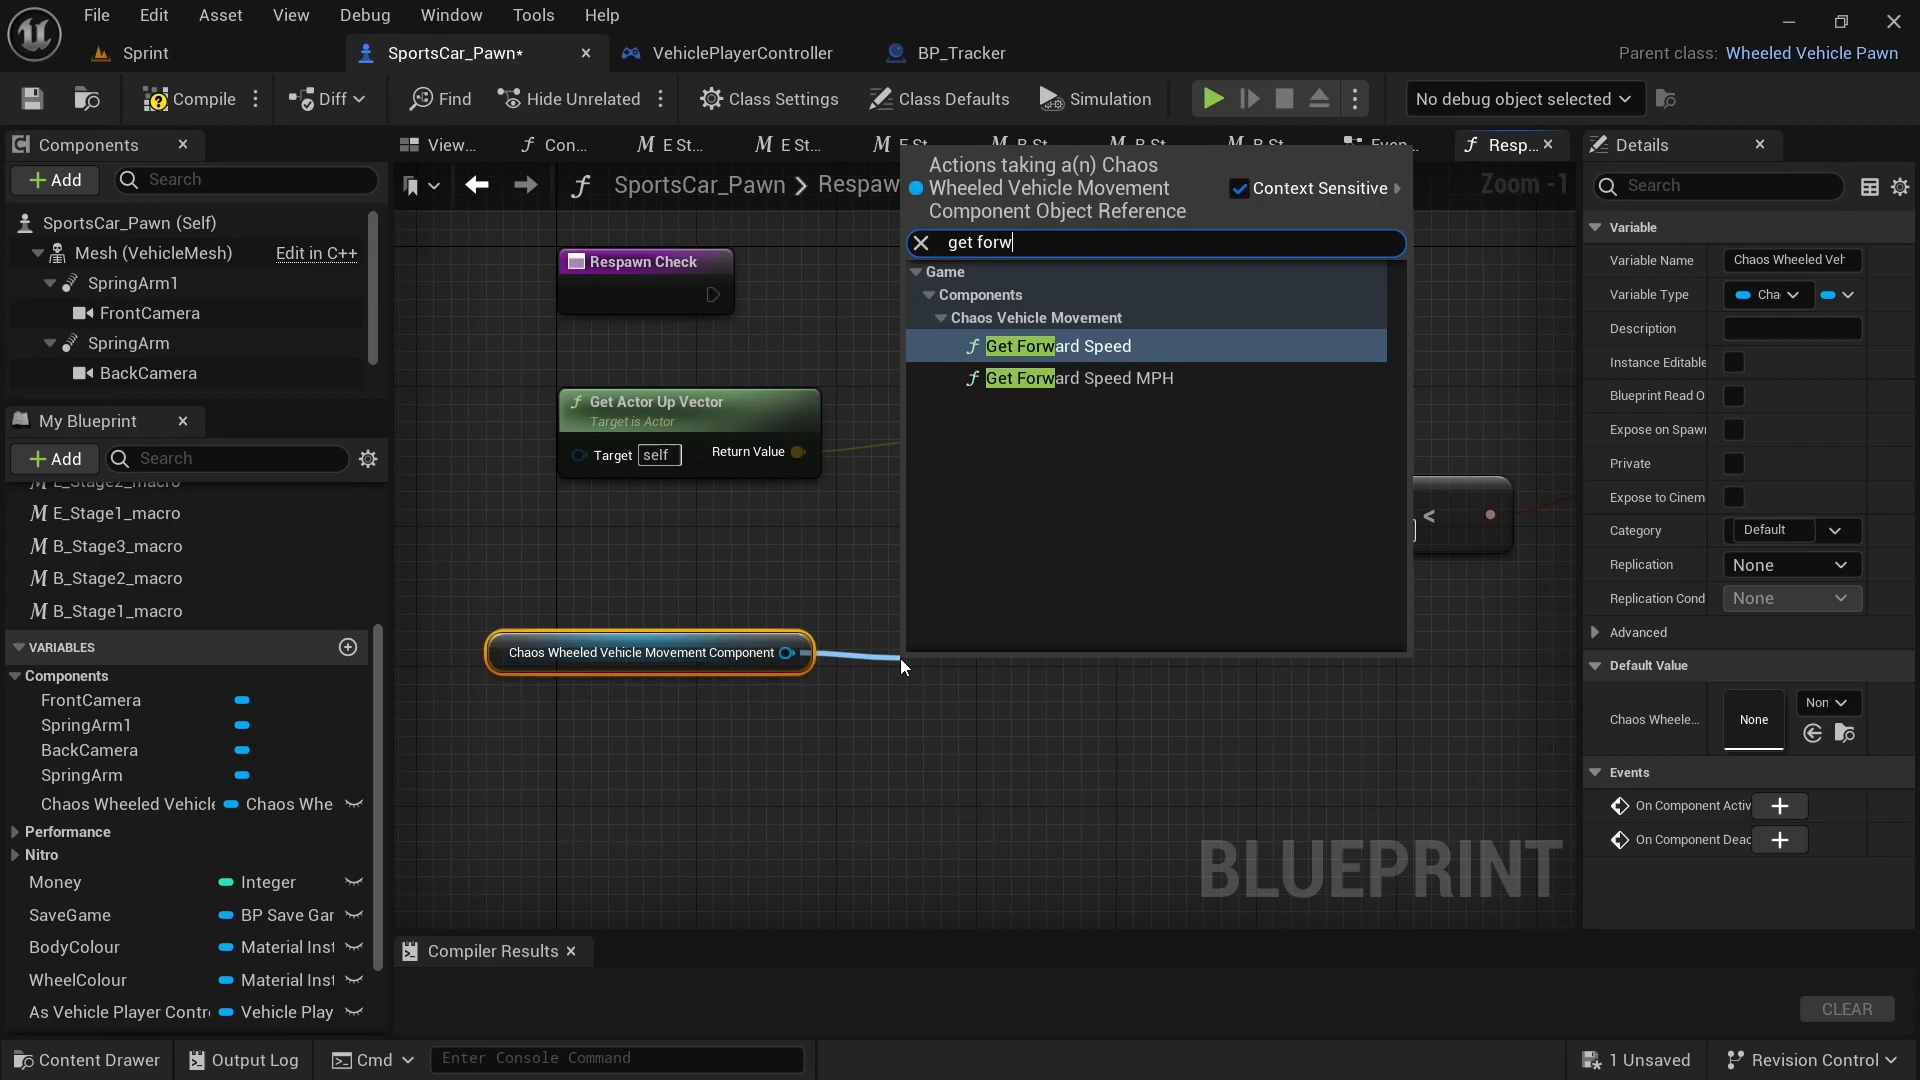 File Edit Asset View Debug Window Tools Help
Sprint SportsCar_Pawn* VehiclePlayerController BP_Tracker Parent class: Wheeled Vehicle Pawn
Compile Diff Find Hide Unrelated Class Settings Class Defaults Simulation No debug object selected
Components View... Con... E St... E St... Resp... Details
Add Search SportsCar_Pawn > Respaw Zoom -1 Search
Actions taking a(n) Chaos
Wheeled Vehicle Movement
Component Object Reference
Context Sensitive
get forw
Game
Components
Chaos Vehicle Movement
Get Forward Speed
Get Forward Speed MPH
SportsCar_Pawn (Self)
Mesh (VehicleMesh) Edit in C++
SpringArm1
FrontCamera
SpringArm
BackCamera
My Blueprint
Add Search
E_Stage2_macro
E_Stage1_macro
B_Stage3_macro
B_Stage2_macro
B_Stage1_macro
VARIABLES
Components
FrontCamera
SpringArm1
BackCamera
SpringArm
Chaos Wheeled Vehicle Chaos Whe
Performance
Nitro
Money Integer
SaveGame BP Save Gar
BodyColour Material Inst
WheelColour Material Inst
As Vehicle Player Contr Vehicle Play
Respawn Check
Get Actor Up Vector
Target is Actor
Target self Return Value
<
Chaos Wheeled Vehicle Movement Component
BLUEPRINT
Compiler Results
CLEAR
Variable
Variable Name Chaos Wheeled Veh
Variable Type Cha
Description
Instance Editable
Blueprint Read O
Expose on Spawn
Private
Expose to Cinem
Category Default
Replication None
Replication Cond None
Advanced
Default Value
Chaos Wheele... None Non
Events
On Component Activ
On Component Deac
Content Drawer Output Log Cmd Enter Console Command 1 Unsaved Revision Control